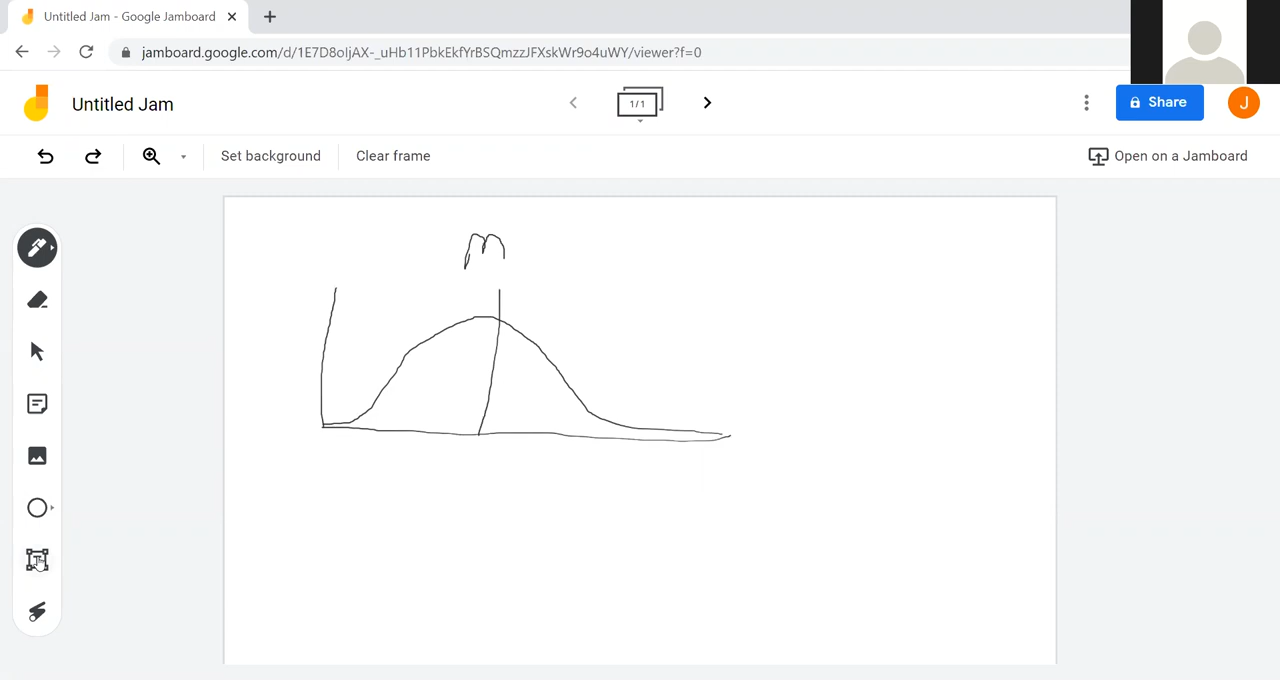 Untitled Jam - Google Jamboard
jamboard.google.com/d/1E7D8oIjAX-_uHb11PbkEkfYrBSQmzzJFXskWr9o4uWY/viewer?f=0
Untitled Jam
1/1
Share
J
Set background
Clear frame
Open on a Jamboard
m